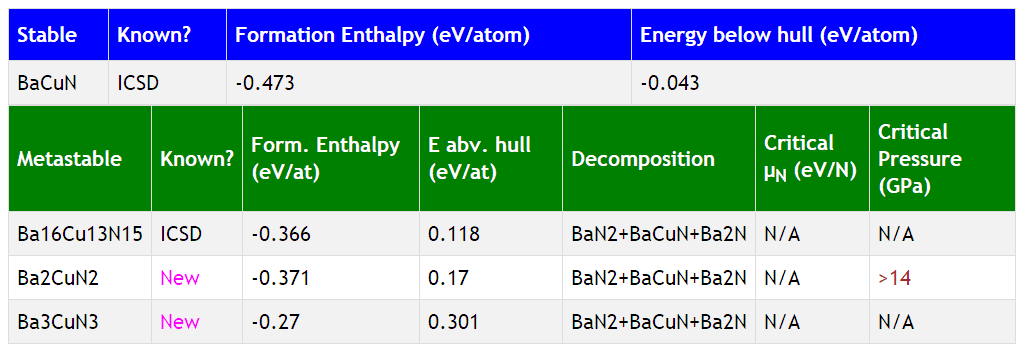 Stable Known? Formation Enthalpy (eV/atom) Energy below hull (eV/atom)
BaCuN ICSD -0.473 -0.043
Metastable Known? Form. Enthalpy (eV/at) E abv. hull (eV/at) Decomposition Critical μN (eV/N) Critical Pressure (GPa)
Ba16Cu13N15 ICSD -0.366 0.118 BaN2+BaCuN+Ba2N N/A N/A
Ba2CuN2 New -0.371 0.17 BaN2+BaCuN+Ba2N N/A >14
Ba3CuN3 New -0.27 0.301 BaN2+BaCuN+Ba2N N/A N/A